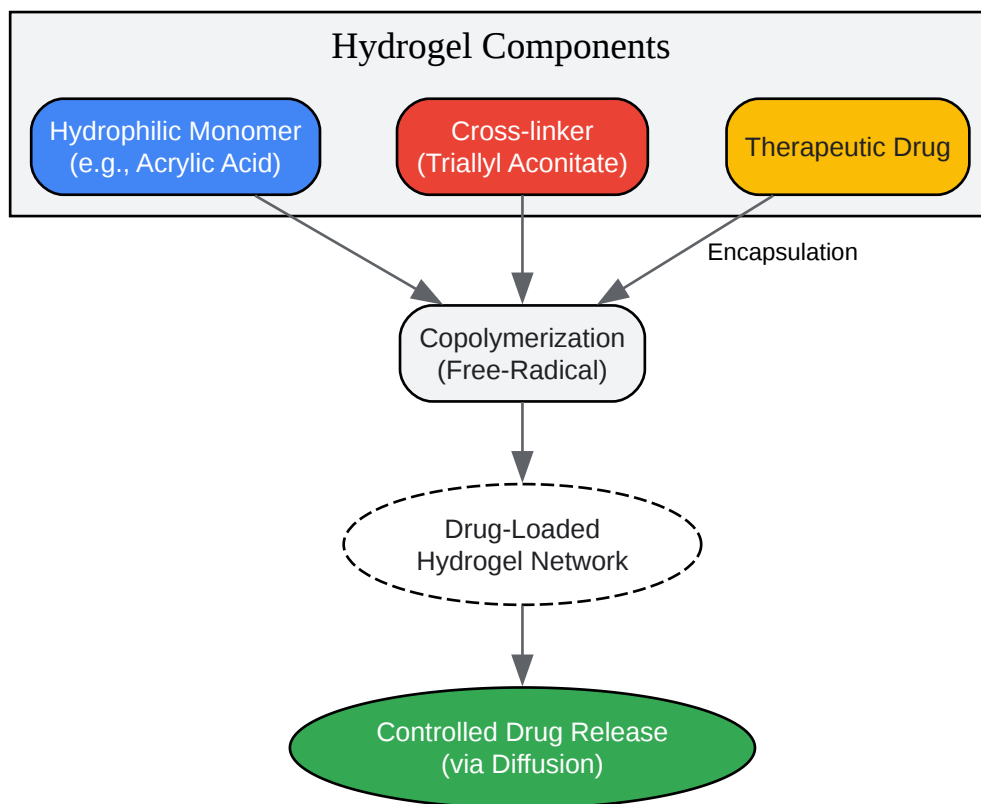 Hydrogel Components
Hydrophilic Monomer
(e.g., Acrylic Acid)
Cross-linker
(Triallyl Aconitate)
Therapeutic Drug
Encapsulation
Copolymerization
(Free-Radical)
Drug-Loaded
Hydrogel Network
Controlled Drug Release
(via Diffusion)